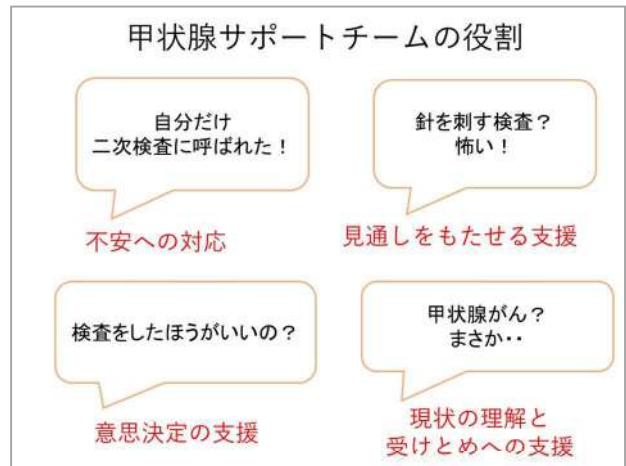 甲状腺サポートチームの役割
自分だけ
二次検査に呼ばれた！
不安への対応
針を刺す検査？
怖い！
見通しをもたせる支援
検査をしたほうがいいの？
意思決定の支援
甲状腺がん？
まさか・・
現状の理解と
受けとめへの支援